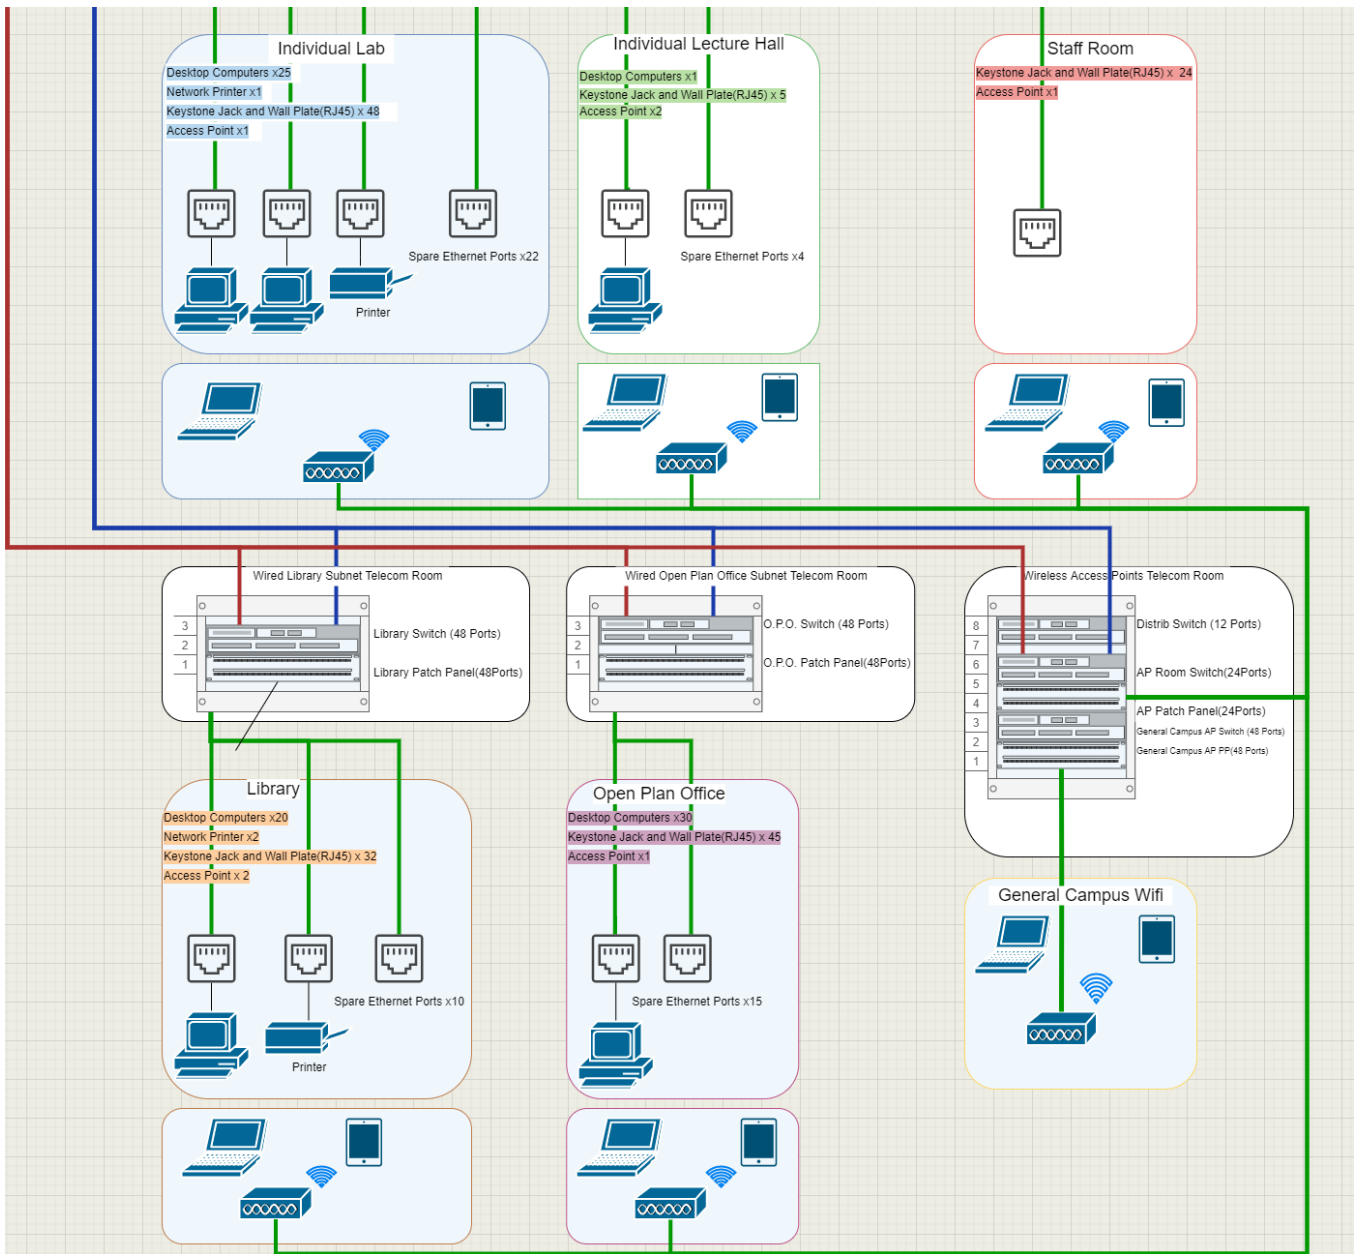 Individual Lab
Desktop Computers x25
Network Printer x1
Keystone Jack and Wall Plate(RJ45) x 48
Access Point x1
Spare Ethernet Ports x22
Printer
Individual Lecture Hall
Desktop Computers x1
Keystone Jack and Wall Plate(RJ45) x 5
Access Point x2
Spare Ethernet Ports x4
Staff Room
Keystone Jack and Wall Plate(RJ45) x  24
Access Point x1
Wired Library Subnet Telecom Room
3
2
1
Library Switch (48 Ports)
Library Patch Panel(48Ports)
Wired Open Plan Office Subnet Telecom Room
3
2
1
O.P.O. Switch (48 Ports)
O.P.O. Patch Panel(48Ports)
Wireless Access Points Telecom Room
8
7
6
5
4
3
2
1
Distrib Switch (12 Ports)
AP Room Switch(24Ports)
AP Patch Panel(24Ports)
General Campus AP Switch (48 Ports)
General Campus AP PP(48 Ports)
Library
Desktop Computers x20
Network Printer x2
Keystone Jack and Wall Plate(RJ45) x 32
Access Point x 2
Spare Ethernet Ports x10
Printer
Open Plan Office
Desktop Computers x30
Keystone Jack and Wall Plate(RJ45) x 45
Access Point x1
Spare Ethernet Ports x15
General Campus Wifi